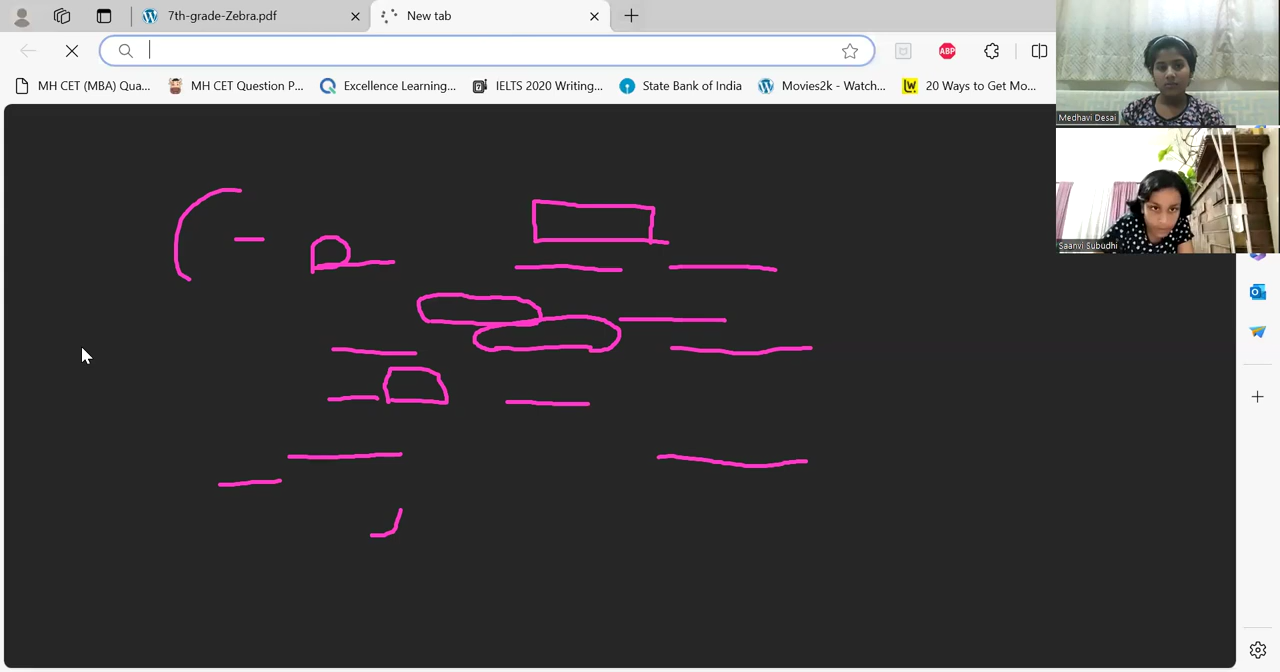 7th-grade-Zebra.pdf
New tab
ABP
MH CET (MBA) Qua...
MH CET Question P...
Excellence Learning...
IELTS 2020 Writing...
State Bank of India
Movies2k - Watch...
20 Ways to Get Mo...
Medhavi Desai
Saanvi Subudhi